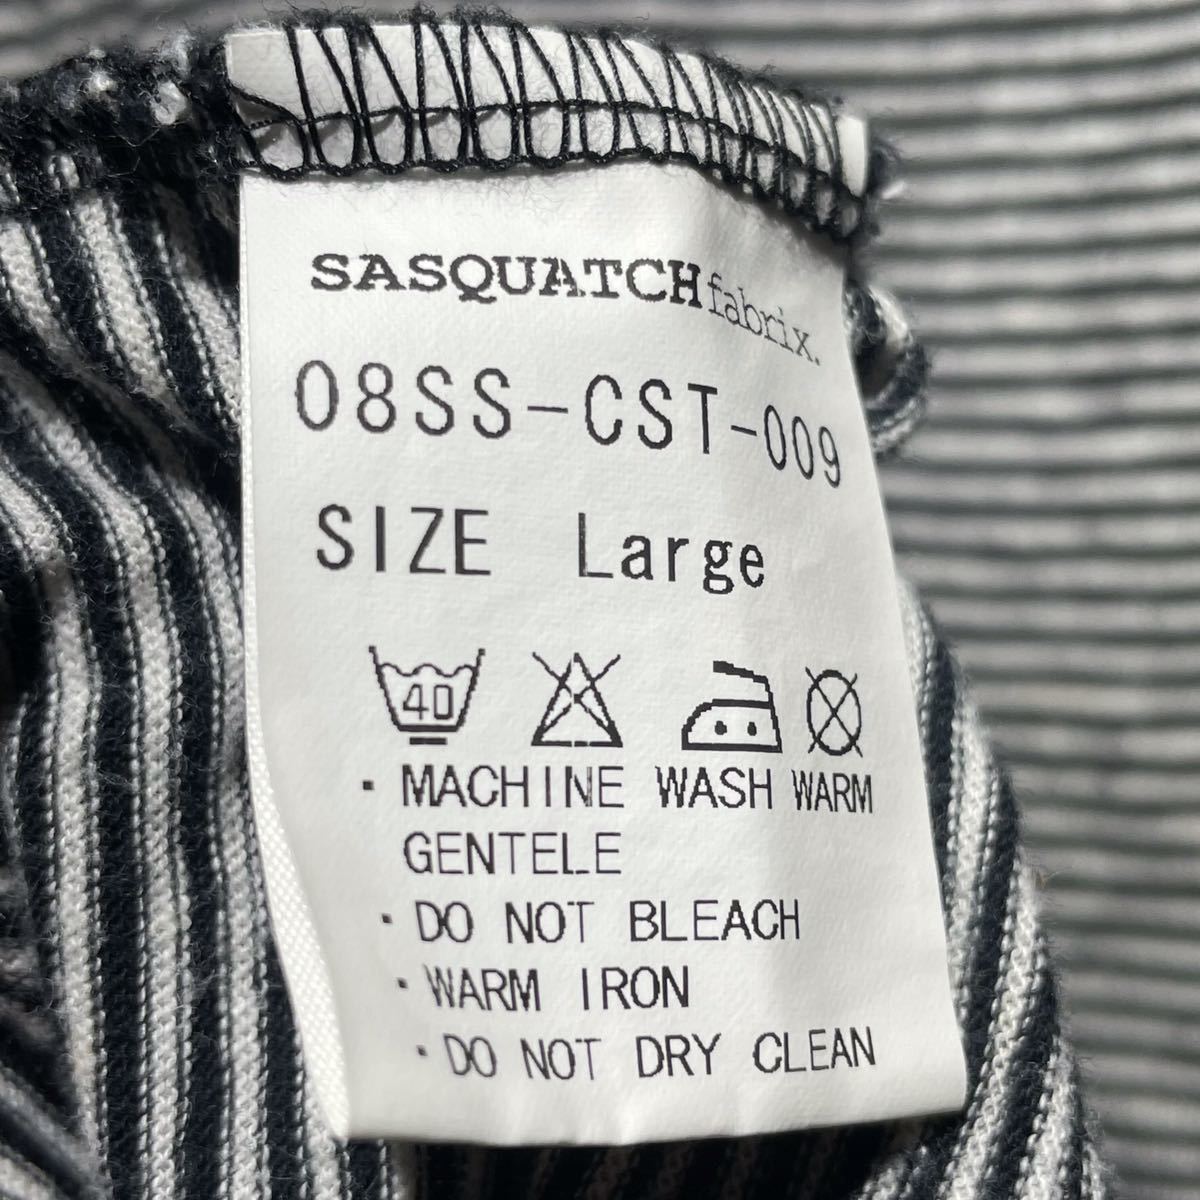 SASQUATCHfabrix.
08SS-CST-009
SIZE Large
40
・MACHINE WASH WARM
GENTELE
・DO NOT BLEACH
・WARM IRON
・DO NOT DRY CLEAN